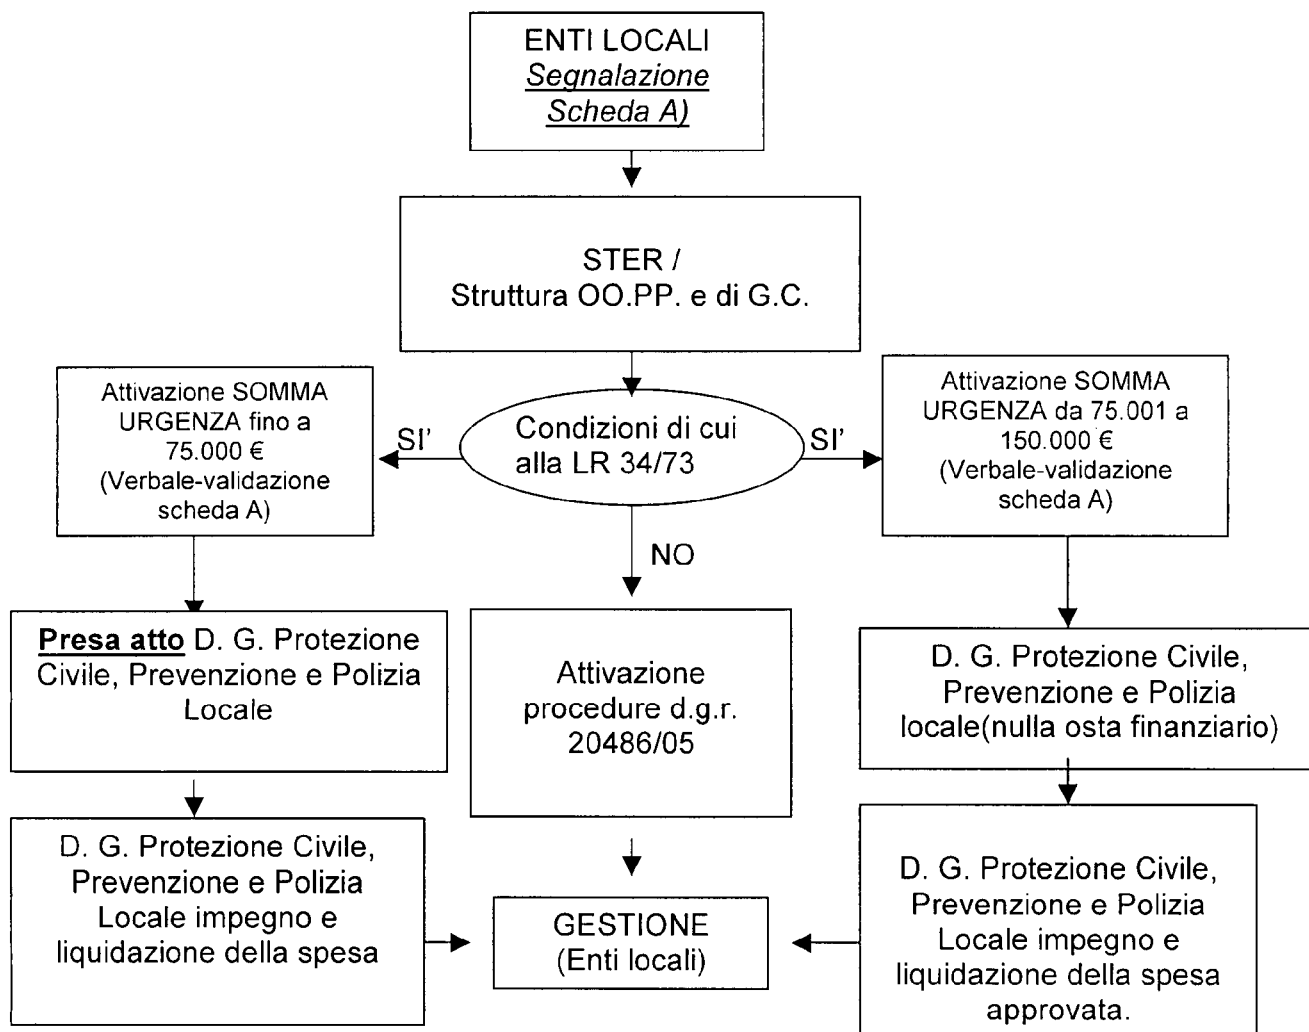 ENTI LOCALI
Segnalazione
Scheda A)
STER /
Struttura OO.PP. e di G.C.
Attivazione SOMMA
URGENZA fino a
75.000 €
(Verbale-validazione
scheda A)
SI'
Condizioni di cui
alla LR 34/73
SI'
Attivazione SOMMA
URGENZA da 75.001 a
150.000 €
(Verbale-validazione
scheda A)
NO
Presa atto D. G. Protezione
Civile, Prevenzione e Polizia
Locale
Attivazione
procedure d.g.r.
20486/05
D. G. Protezione Civile,
Prevenzione e Polizia
locale(nulla osta finanziario)
D. G. Protezione Civile,
Prevenzione e Polizia
Locale impegno e
liquidazione della spesa
GESTIONE
(Enti locali)
D. G. Protezione Civile,
Prevenzione e Polizia
Locale impegno e
liquidazione della spesa
approvata.